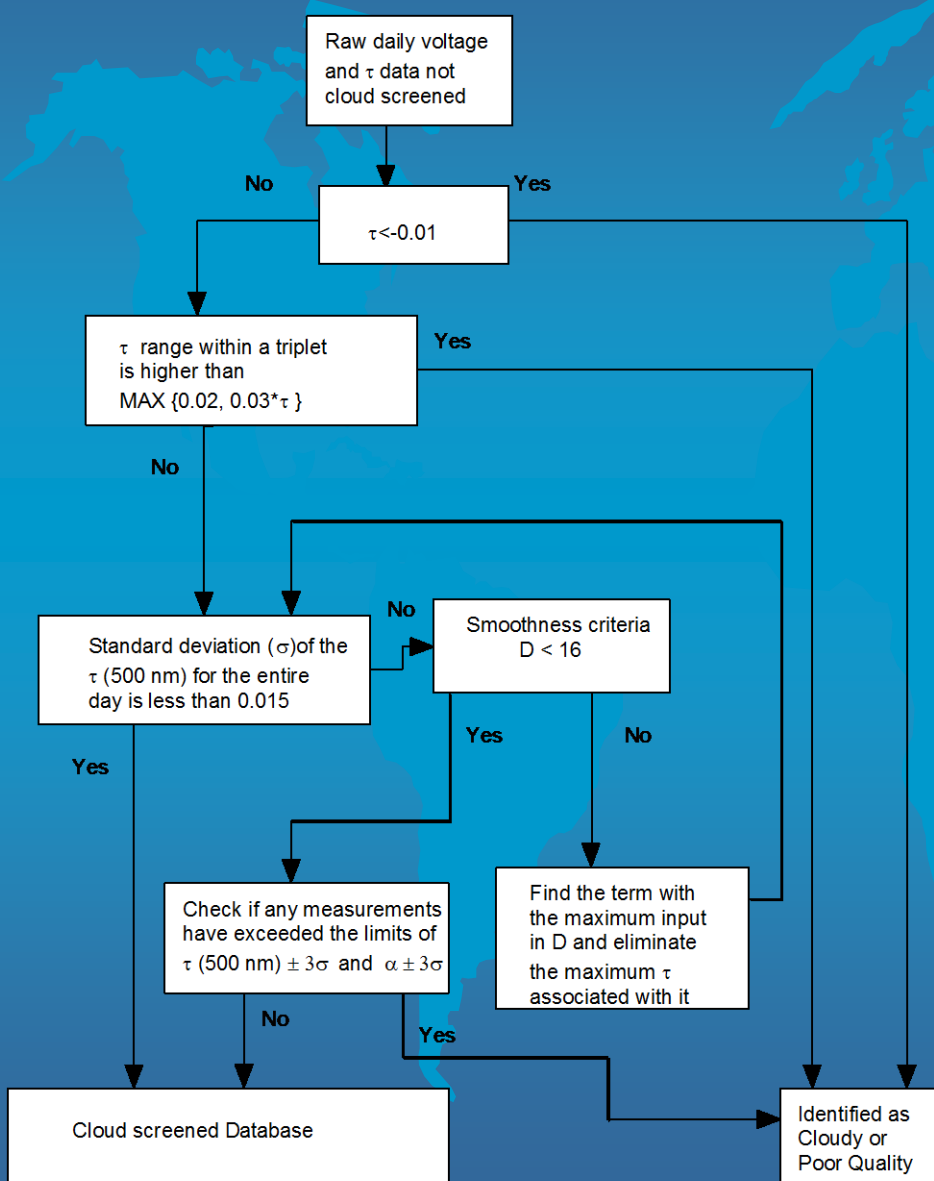 Raw daily voltage
and τ data not
cloud screened
No
Yes
τ<-0.01
τ range within a triplet
is higher than
MAX {0.02, 0.03*τ }
Yes
No
Standard deviation (σ)of the
τ (500 nm) for the entire
day is less than 0.015
No
Smoothness criteria
D < 16
Yes
Yes
No
Check if any measurements
have exceeded the limits of
τ (500 nm) ± 3σ and α ± 3σ
Find the term with
the maximum input
in D and eliminate
the maximum τ
associated with it
No
Yes
Cloud screened Database
Identified as
Cloudy or
Poor Quality